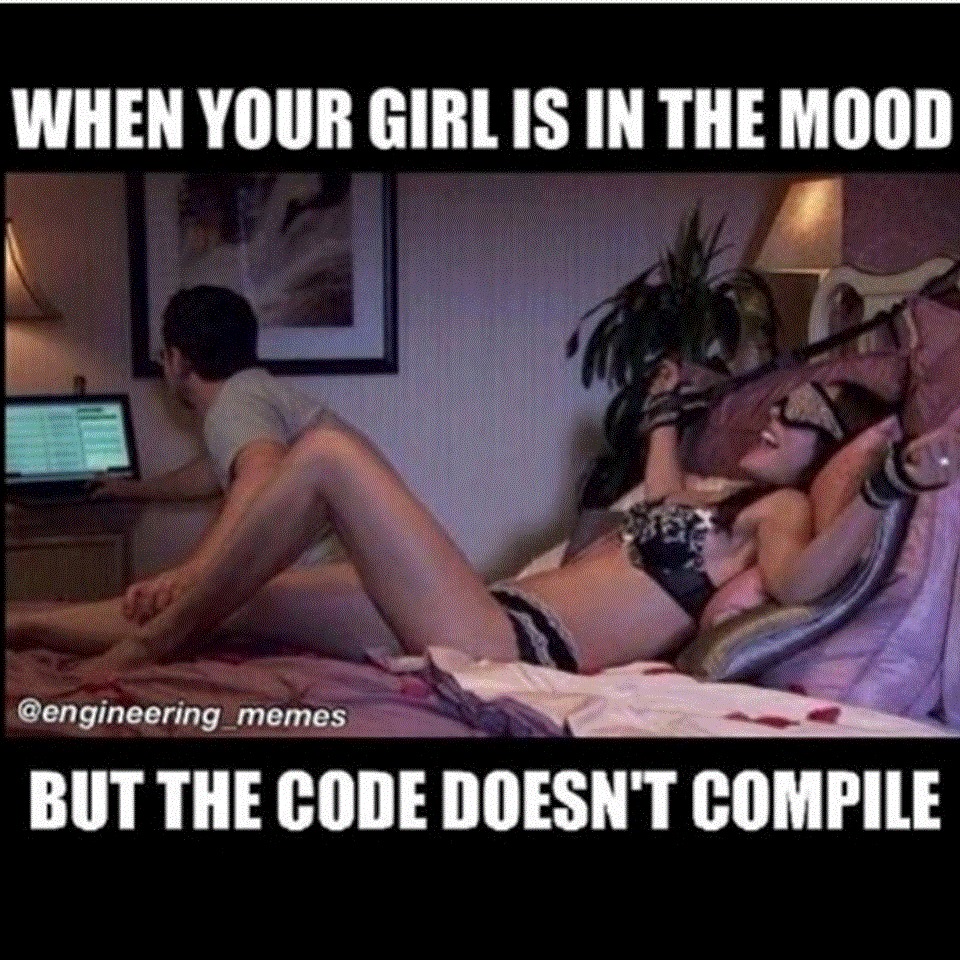 WHEN YOUR GIRL IS IN THE MOOD
@engineering_memes
BUT THE CODE DOESN'T COMPILE